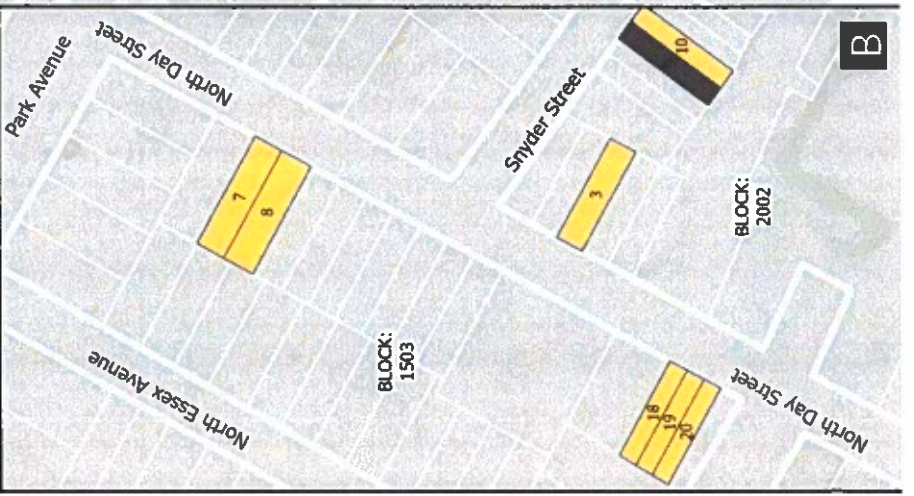 Park Avenue
North Day Street
7
8
North Essex Avenue
BLOCK:
1503
Snyder Street
10
3
BLOCK:
2002
18
19
20
North Day Street
B